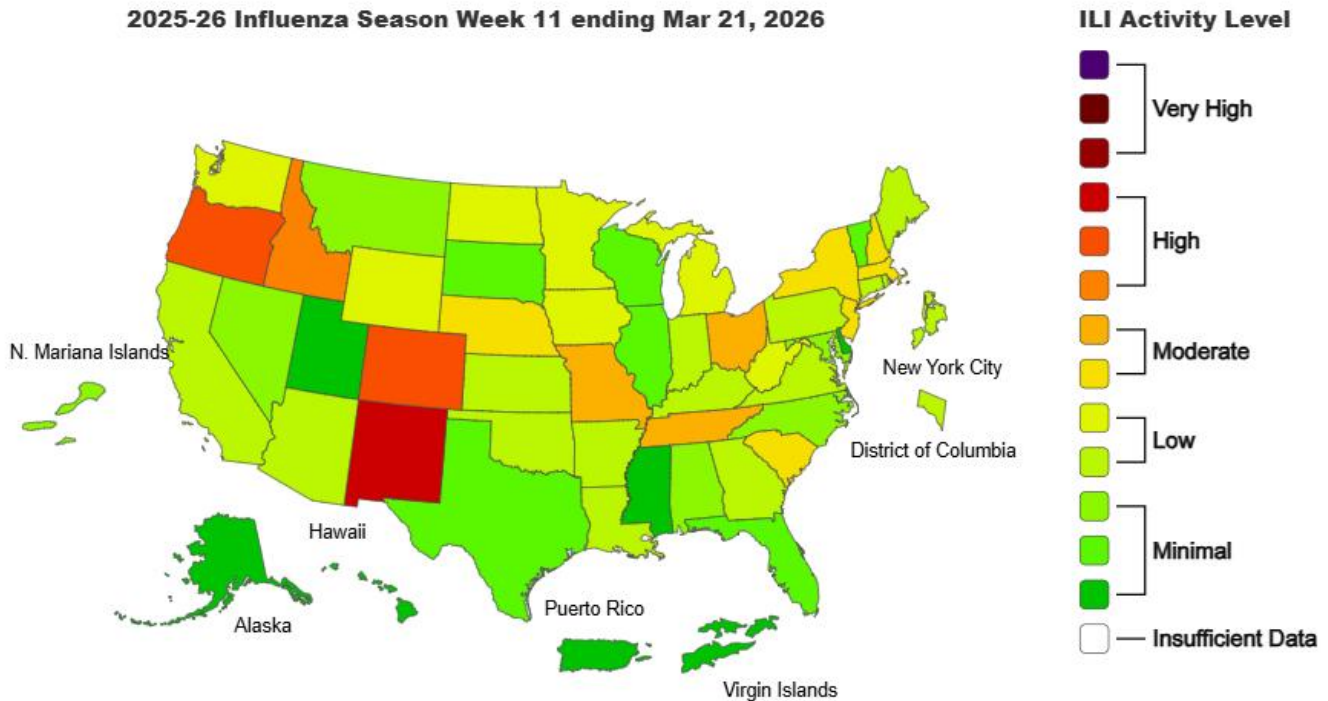 2025-26 Influenza Season Week 11 ending Mar 21, 2026
ILI Activity Level
Very High
High
Moderate
Low
Minimal
Insufficient Data
N. Mariana Islands
New York City
District of Columbia
Hawaii
Alaska
Puerto Rico
Virgin Islands